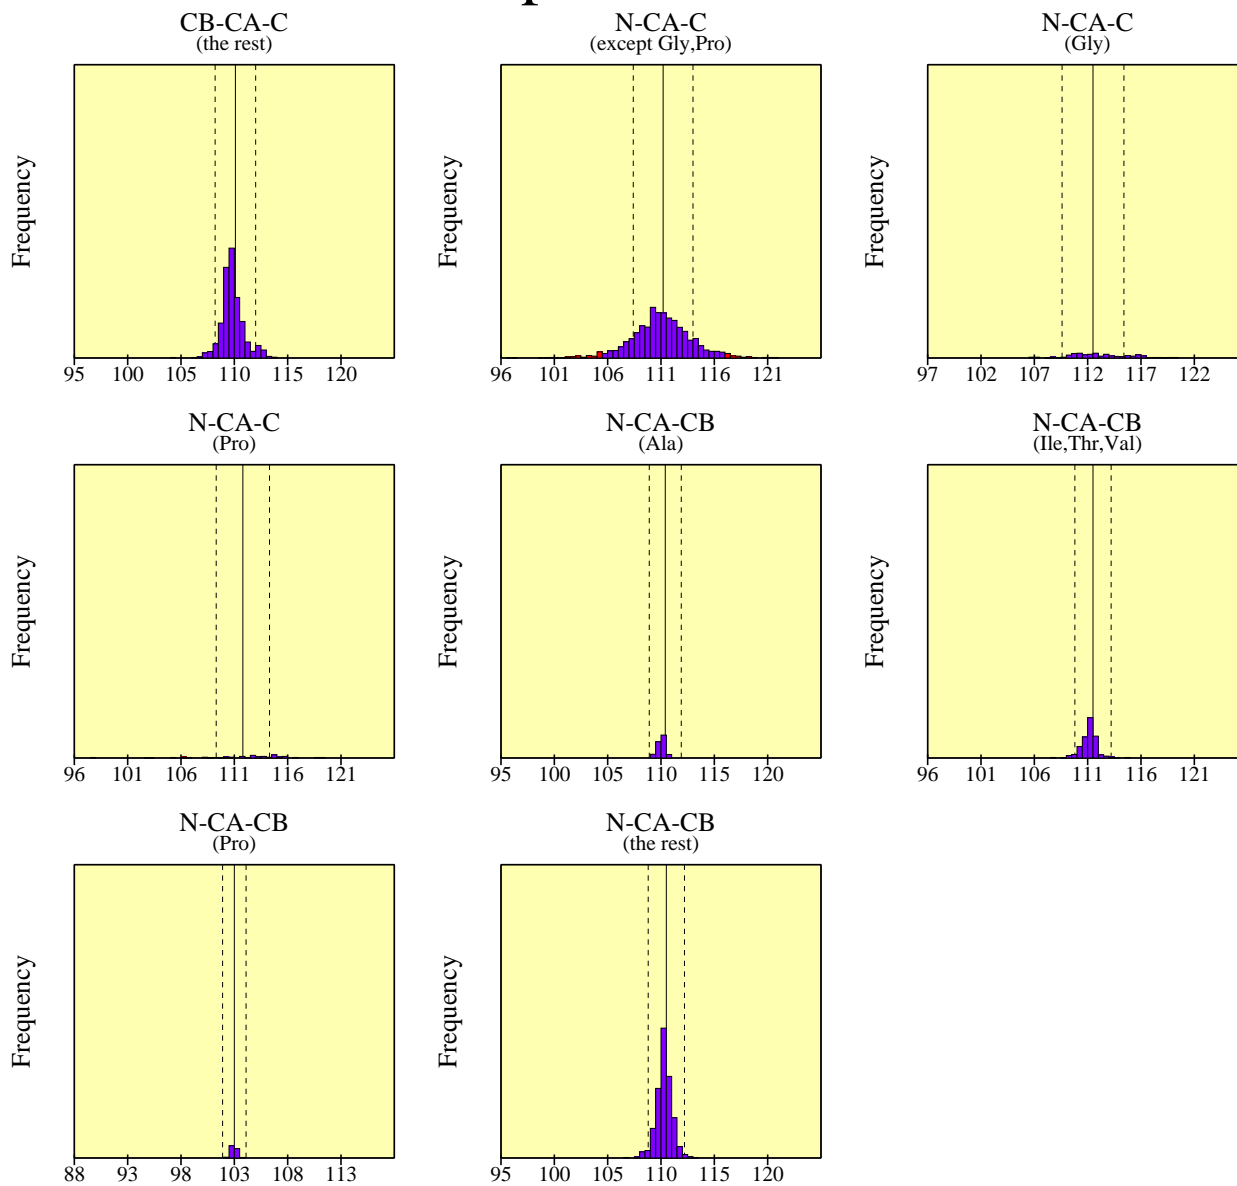 CB-CA-C
(the rest)
Frequency
95 100 105 110 115 120
N-CA-C
(except Gly,Pro)
Frequency
96 101 106 111 116 121
N-CA-C
(Gly)
Frequency
97 102 107 112 117 122
N-CA-C
(Pro)
Frequency
96 101 106 111 116 121
N-CA-CB
(Ala)
Frequency
95 100 105 110 115 120
N-CA-CB
(Ile,Thr,Val)
Frequency
96 101 106 111 116 121
N-CA-CB
(Pro)
Frequency
88 93 98 103 108 113
N-CA-CB
(the rest)
Frequency
95 100 105 110 115 120